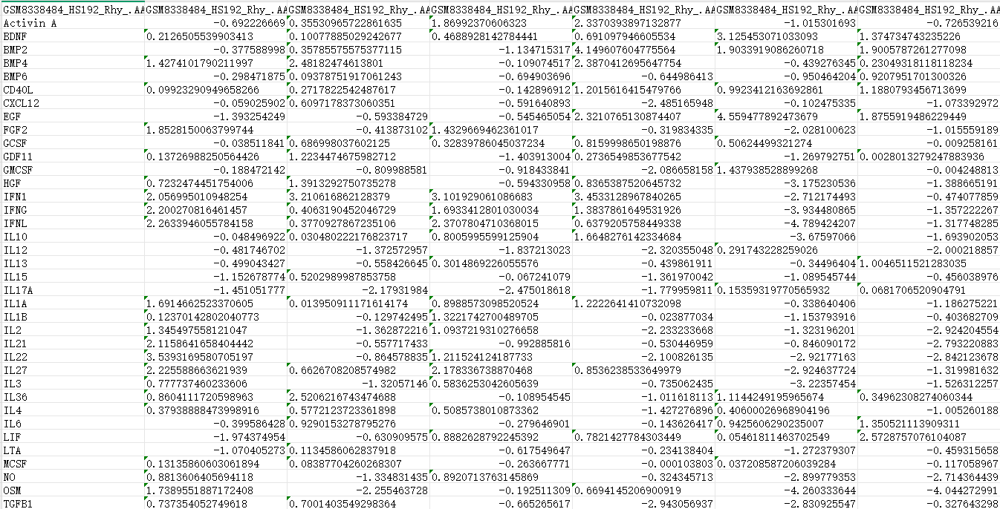 GSM8338484_HS192_Rhy_.AA GSM8338484_HS192_Rhy_.AA GSM8338484_HS192_Rhy_.AA GSM8338484_HS192_Rhy_.AA GSM8338484_HS192_Rhy_.AA GSM8338484_HS192_Rhy_.AA GSM8338484_HS192_Rhy_.AA
Activin A -0.692226669 0.3553096572286163​5 1.86992370606323 2.3370393897132877 -1.015301693 -0.726539216
BDNF 0.2126505539903413 0.1007788502924267​7 0.4688928142784441 0.691097946605534 3.125453071033093 1.374734743235226
BMP2 -0.377588998 0.357855575575377115 -1.134715317 4.149607604775564 1.9033919086260718 1.9005787261277098
BMP4 1.4274101790211997 2.48182474613801 -0.109074517 2.3870412695647754 -0.439276345 0.23049318118118234
BMP6 -0.298471875 0.09378751917061243 -0.694903696 -0.644986413 -0.950464204 0.9207951701300326
CD40L 0.09923290949658266 0.2717822542487617 -0.142896912 1.2015616415479766 0.9923412163692861 1.1880793456713699
CXCL12 -0.059025902 0.6097178373060351 -0.591640893 -2.485165948 -0.102475335 -1.073392972
EGF -1.393254249 -0.593384729 -0.545465054 2.3210765130874407 4.559477892473679 1.8755919486229449
FGF2 1.8528150063799744 -0.413873102 1.4329669462361017 -0.319834335 -2.028100623 -1.015559189
GCSF -0.038511841 0.686998037602125 0.32839786045037234 0.8159998650198876 0.50624499321274 -0.009258161
GDF11 0.13726988250564426 1.2234474675982712 -1.403913004 0.2736549853677542 -1.269792751 0.0028013279247883936
GMCSF -0.188472142 -0.809988581 -0.918433841 -2.086658158 1.437938528899268 -0.004248813
HGF 0.7232474451754006 1.3913292750735278 -0.594330958 0.8365387520645732 -3.175230536 -1.388665191
IFN1 2.056995010948254 3.210616862128379 3.101929061086683 3.4533128967840265 -2.712174493 -0.474077859
IFNG 2.200270816461457 0.4063190452046729 1.6933412801030034 1.3837861649531926 -3.934480865 -1.357222267
IFNL 2.2633946055784158 0.3770927867235106 2.3707804710368015 0.6379205758449338 -4.789424207 -1.317748285
IL10 -0.048496922 0.030480222176823717 0.8005995599125904 1.6648276142334684 -3.67597066 -1.693902053
IL12 -0.481746702 -1.372572957 -1.837213023 -2.320355048 0.291743228259026 -2.000218857
IL13 -0.499043427 -0.558426645 0.3014869226055576 -0.439861911 -0.34496404 1.0046511521283035
IL15 -1.152678774 0.5202989987853758 -0.067241079 -1.361970042 -1.089545744 -0.456038976
IL17A -1.451051777 -2.17931984 -2.475018618 -1.779959811 0.15359319770565932 0.0681706520904791
IL1A 1.6914662523370605 0.013950911171614174 0.8988573098520524 1.2222641410732098 -0.338640406 -1.186275221
IL1B 0.12370142802040773 -0.129742495 1.3221742700489705 -0.023877034 -1.153793916 -0.403682709
IL2 1.345497558121047 -1.362872216 1.0937219310276658 -2.233233668 -1.323196201 -2.924204554
IL21 2.1158641658404442 -0.557717433 -0.992885816 -0.530446959 -0.846090172 -2.793220883
IL22 3.5393169580705197 -0.864578835 1.211524124187733 -2.100826135 -2.92177163 -2.842123678
IL27 2.225588663621939 0.6626708208574982 2.178336738870468 0.8536238533649979 -2.924637724 -1.319981632
IL3 0.777737460233606 -1.32057146 0.5836253042605639 -0.735062435 -3.22357454 -1.526312257
IL36 0.8604111720598963 2.5206216743474688 -0.108954545 -1.011618113 1.1144249195965674 0.34962308274060344
IL4 0.37938888473998916 0.5772123723361898 0.5085738010873362 -1.427276896 0.40600026968904196 -1.005260188
IL6 -0.399586428 0.9290153278795276 -0.279646901 -0.143626417 0.9425606290235007 1.350521113909311
LIF -1.974374954 -0.630909575 0.88826287​92245392 0.7821427784303449 0.0546181146370​2549 2.5728757076104087
LTA -1.070405273 0.1134586062837918 -0.617549647 -0.234138404 -1.272379307 -0.459315658
MCSF 0.13135860603061894 0.08387704260268307 -0.263667771 -0.000103803 0.037208587206039284 -0.117058967
NO 0.8813606405694118 -1.334831435 0.8920713763145869 -0.324345713 -2.899779353 -2.714364439
OSM 1.7389551887172408 -2.255463728 -0.192511309 0.6694145206900919 -4.260333644 -4.044272991
TGFB1 0.737354052749618 0.7001403549298364 -0.665265617 -2.943056937 -2.830925547 -0.327643298